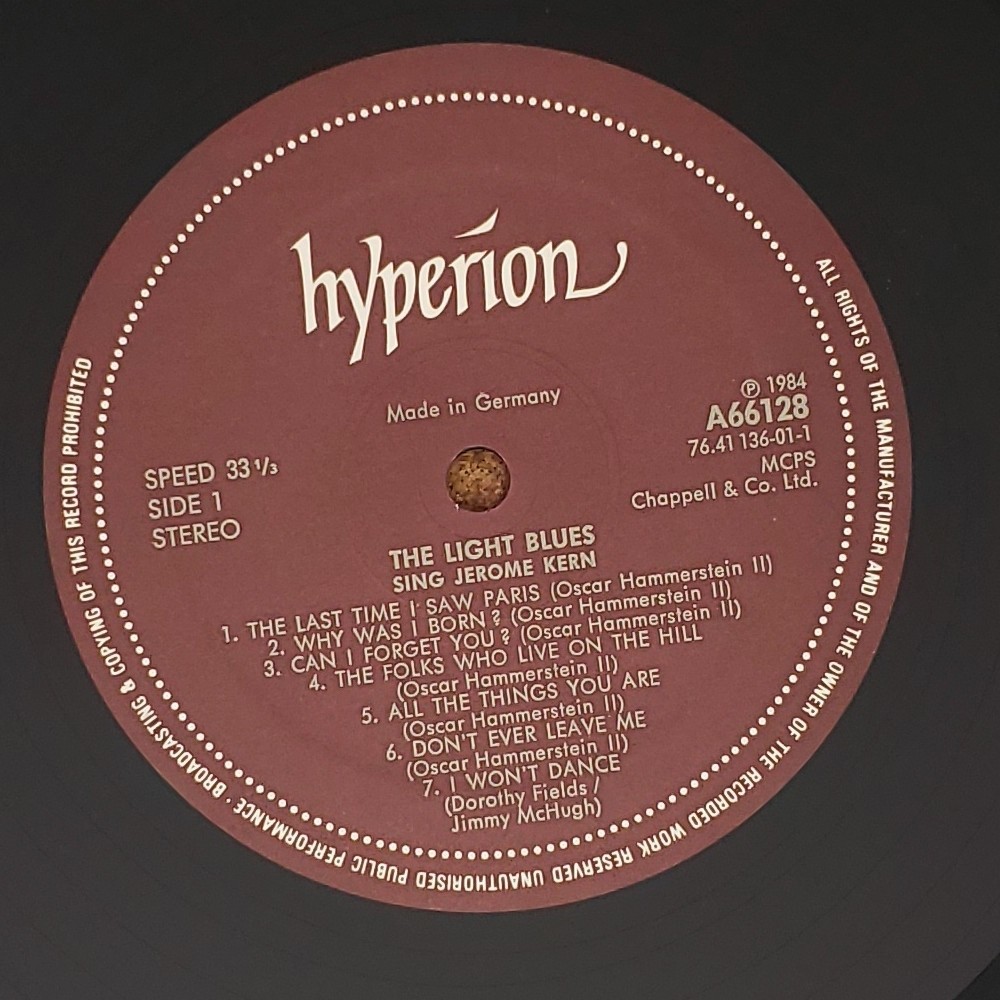 hyperion
Made in Germany
℗ 1984
A66128
76.41 136-01-1
MCPS
Chappell & Co. Ltd.
SPEED 33 1/3
SIDE 1
STEREO
THE LIGHT BLUES
SING JEROME KERN
1. THE LAST TIME I SAW PARIS (Oscar Hammerstein II)
2. WHY WAS I BORN? (Oscar Hammerstein II)
3. CAN I FORGET YOU? (Oscar Hammerstein II)
4. THE FOLKS WHO LIVE ON THE HILL
(Oscar Hammerstein II)
5. ALL THE THINGS YOU ARE
(Oscar Hammerstein II)
6. DON'T EVER LEAVE ME
(Oscar Hammerstein II)
7. I WON'T DANCE
(Dorothy Fields /
Jimmy McHugh)
ALL RIGHTS OF THE MANUFACTURER AND OF THE OWNER OF THE RECORDED WORK RESERVED UNAUTHORISED PUBLIC PERFORMANCE · BROADCASTING & COPYING OF THIS RECORD PROHIBITED